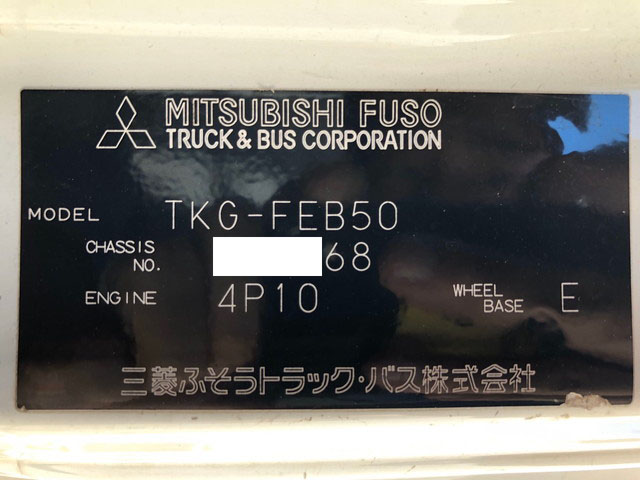 MITSUBISHI FUSO
TRUCK & BUS CORPORATION
MODEL TKG-FEB50
CHASSIS NO. 68
ENGINE 4P10 WHEEL BASE E
三菱ふそうトラック・バス株式会社